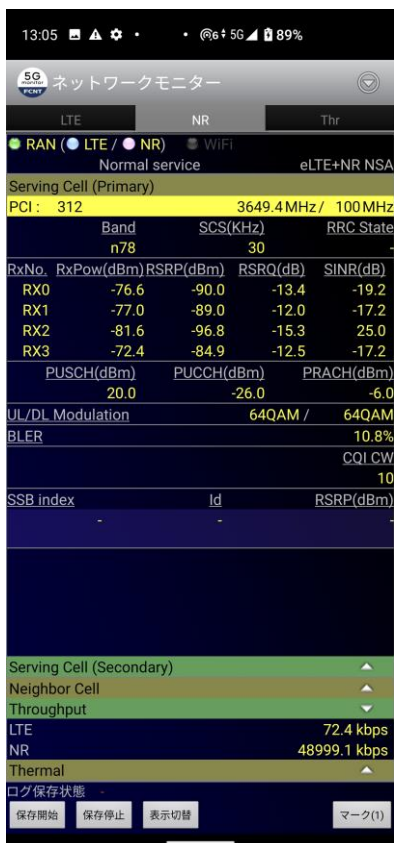 13:05 5G 89%
5G monitor FCNT ネットワークモニター
LTE NR Thr
RAN ( LTE / NR) WiFi
Normal service eLTE+NR NSA
Serving Cell (Primary)
PCI : 312 3649.4 MHz / 100 MHz
Band SCS(KHz) RRC State
n78 30 -
RxNo. RxPow(dBm) RSRP(dBm) RSRQ(dB) SINR(dB)
RX0 -76.6 -90.0 -13.4 -19.2
RX1 -77.0 -89.0 -12.0 -17.2
RX2 -81.6 -96.8 -15.3 25.0
RX3 -72.4 -84.9 -12.5 -17.2
PUSCH(dBm) PUCCH(dBm) PRACH(dBm)
20.0 -26.0 -6.0
UL/DL Modulation 64QAM / 64QAM
BLER 10.8%
CQI CW
10
SSB index Id RSRP(dBm)
- - -
Serving Cell (Secondary)
Neighbor Cell
Throughput
LTE 72.4 kbps
NR 48999.1 kbps
Thermal
ログ保存状態 -
保存開始 保存停止 表示切替 マーク(1)